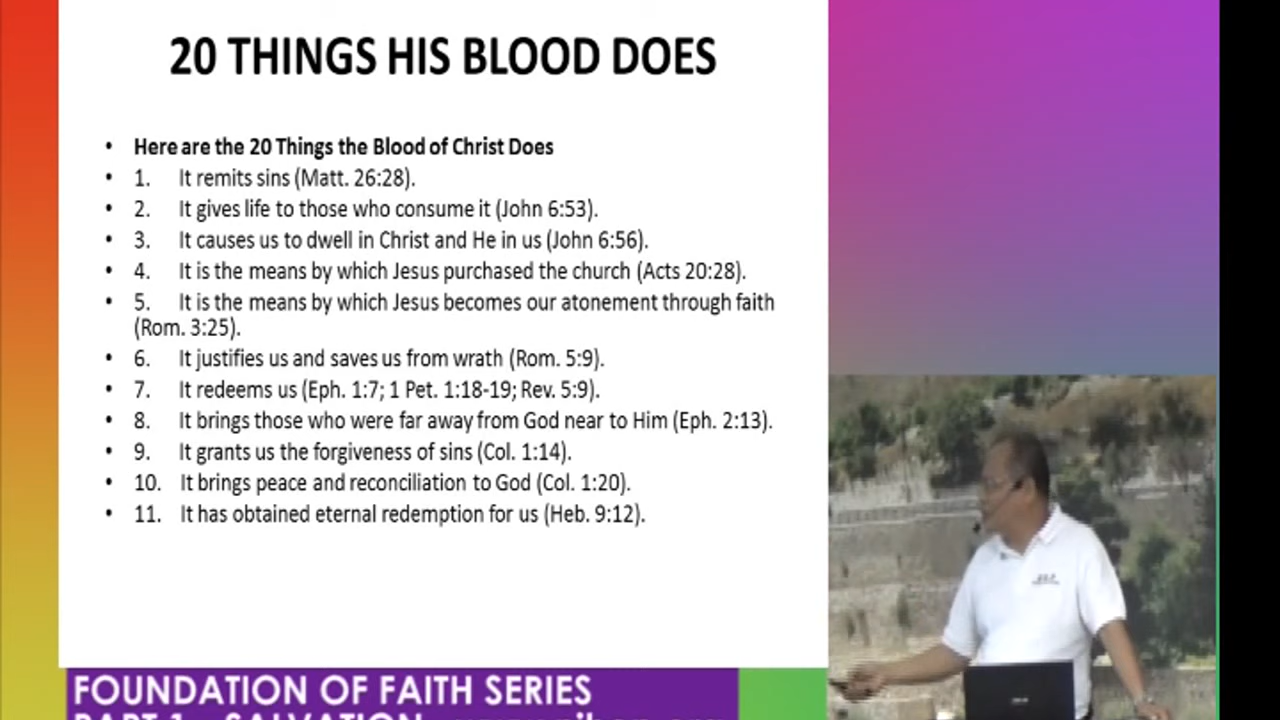 20 THINGS HIS BLOOD DOES
• Here are the 20 Things the Blood of Christ Does
• 1. It remits sins (Matt. 26:28).
• 2. It gives life to those who consume it (John 6:53).
• 3. It causes us to dwell in Christ and He in us (John 6:56).
• 4. It is the means by which Jesus purchased the church (Acts 20:28).
• 5. It is the means by which Jesus becomes our atonement through faith
(Rom. 3:25).
• 6. It justifies us and saves us from wrath (Rom. 5:9).
• 7. It redeems us (Eph. 1:7; 1 Pet. 1:18-19; Rev. 5:9).
• 8. It brings those who were far away from God near to Him (Eph. 2:13).
• 9. It grants us the forgiveness of sins (Col. 1:14).
• 10. It brings peace and reconciliation to God (Col. 1:20).
• 11. It has obtained eternal redemption for us (Heb. 9:12).
FOUNDATION OF FAITH SERIES
PART 1 - SALVATION